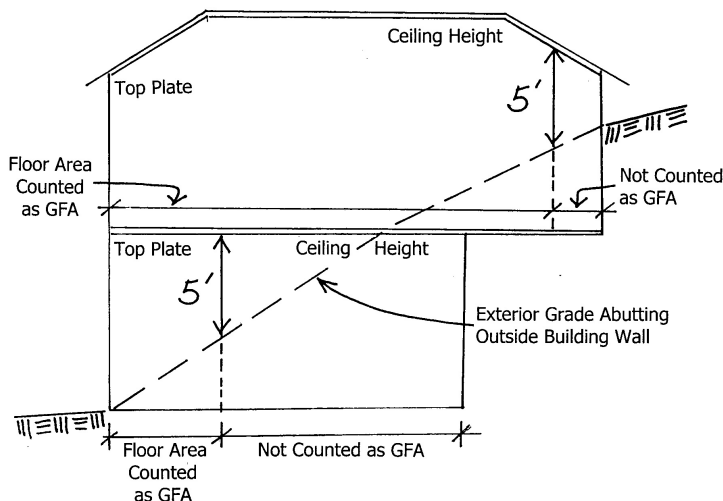 Ceiling Height
Top Plate
5'
Floor Area
Counted
as GFA
Not Counted
as GFA
Top Plate
Ceiling Height
5'
Exterior Grade Abutting
Outside Building Wall
Floor Area
Counted
as GFA
Not Counted as GFA